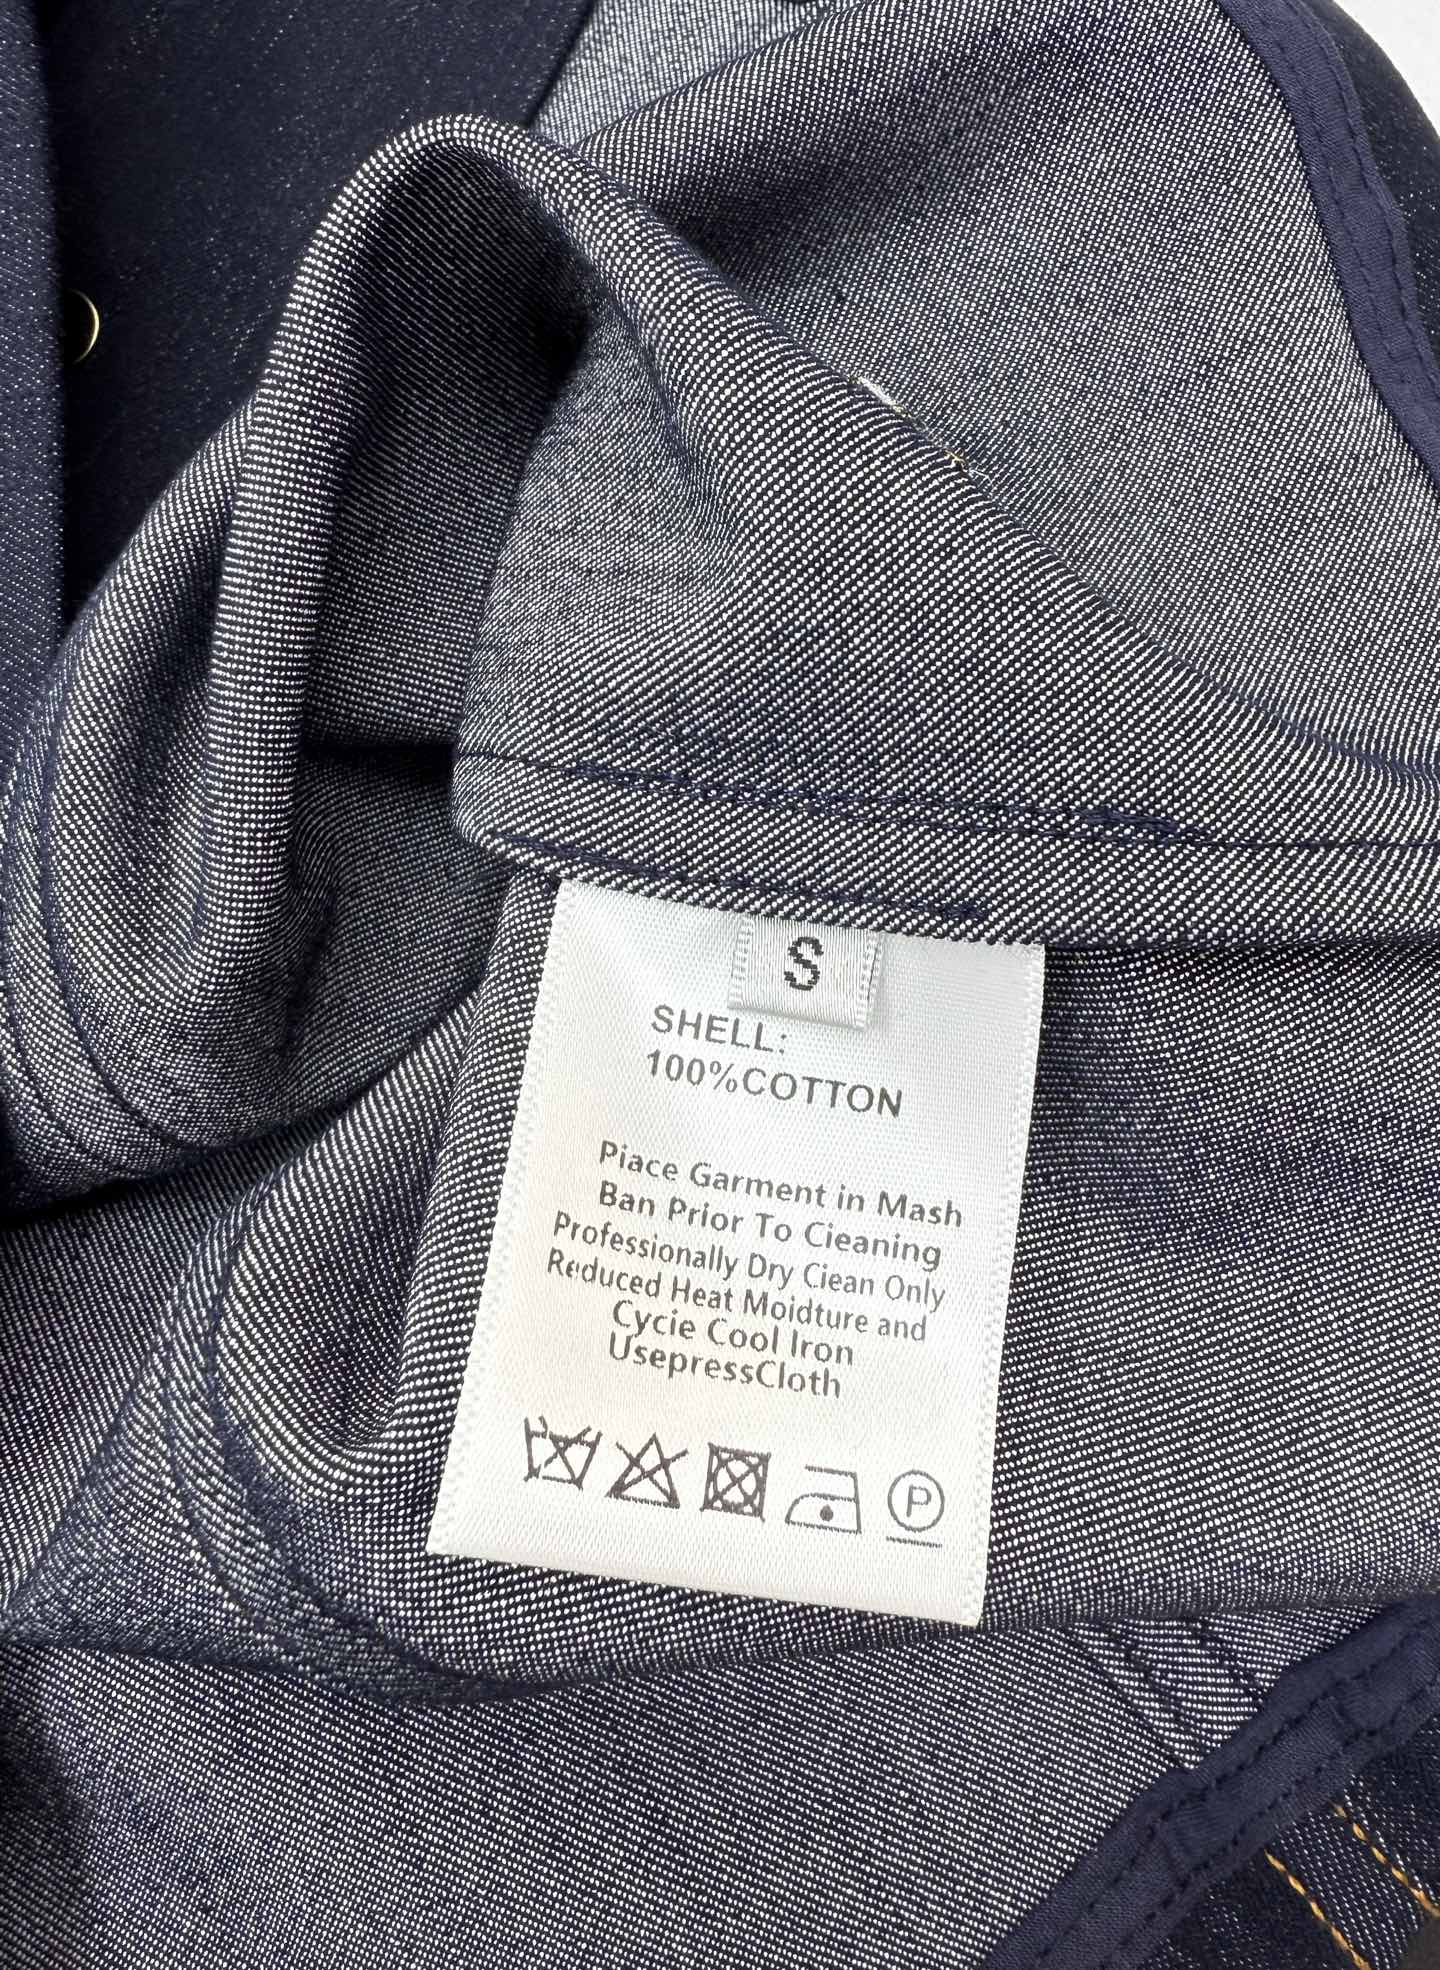 S
SHELL:
100%COTTON
Piace Garment in Mash
Ban Prior To Cieaning
Professionally Dry Ciean Only
Reduced Heat Moidture and
Cycie Cool Iron
UsepressCloth
P